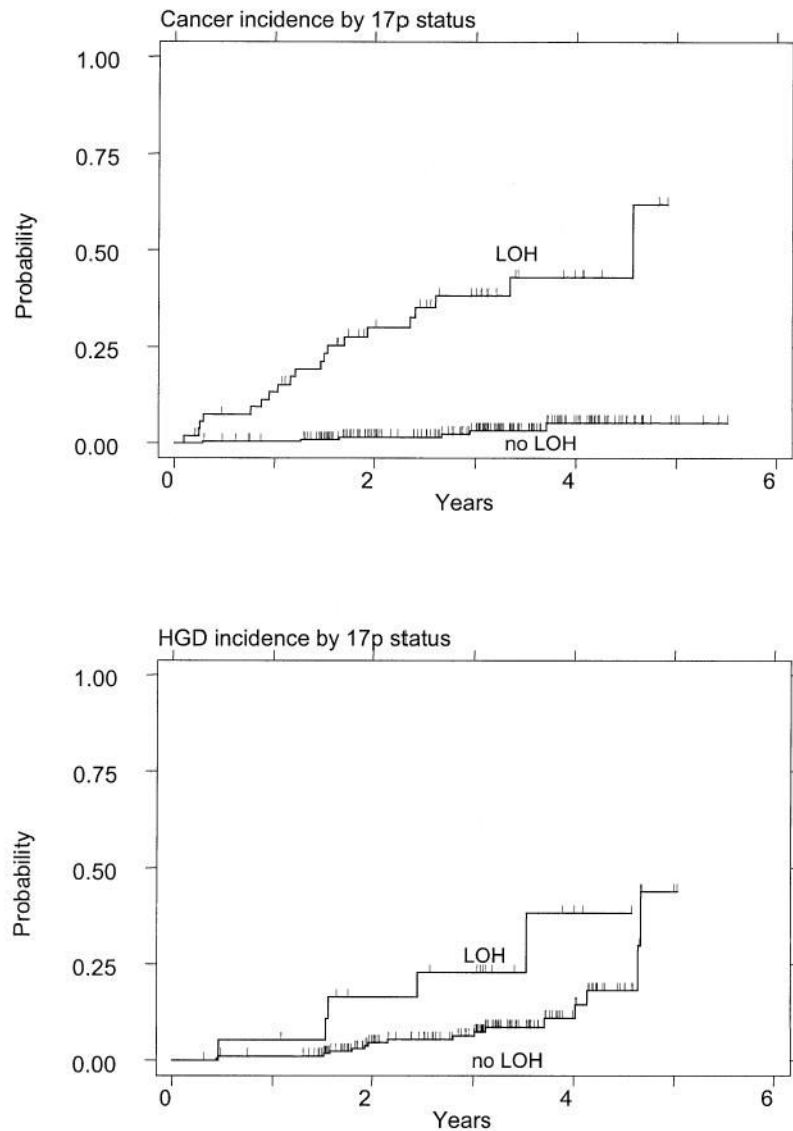 Cancer incidence by 17p status
1.00
0.75
0.50
0.25
0.00
Probability
LOH
no LOH
0 2 4 6
Years
HGD incidence by 17p status
1.00
0.75
0.50
0.25
0.00
Probability
LOH
no LOH
0 2 4 6
Years